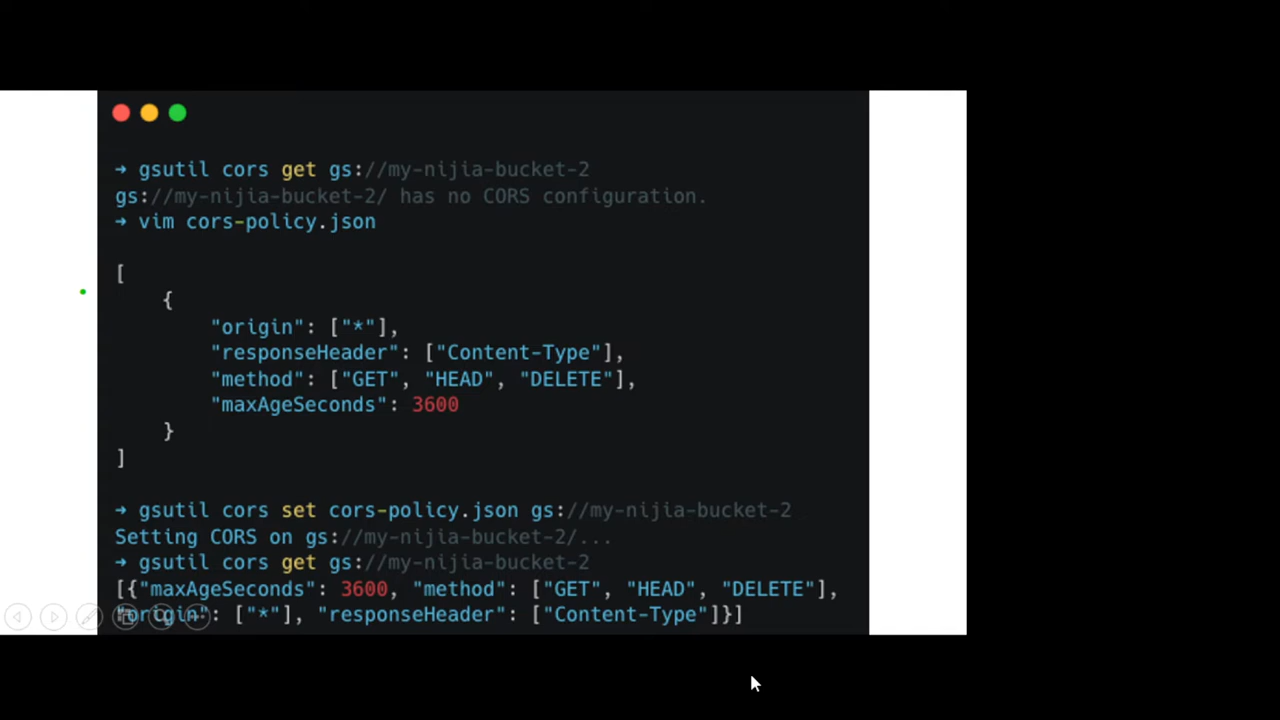 ➜ gsutil cors get gs://my-nijia-bucket-2
gs://my-nijia-bucket-2/ has no CORS configuration.
➜ vim cors-policy.json
[
{
"origin": ["*"],
"responseHeader": ["Content-Type"],
"method": ["GET", "HEAD", "DELETE"],
"maxAgeSeconds": 3600
}
]
➜ gsutil cors set cors-policy.json gs://my-nijia-bucket-2
Setting CORS on gs://my-nijia-bucket-2/...
➜ gsutil cors get gs://my-nijia-bucket-2
[{"maxAgeSeconds": 3600, "method": ["GET", "HEAD", "DELETE"],
"origin": ["*"], "responseHeader": ["Content-Type"]}]